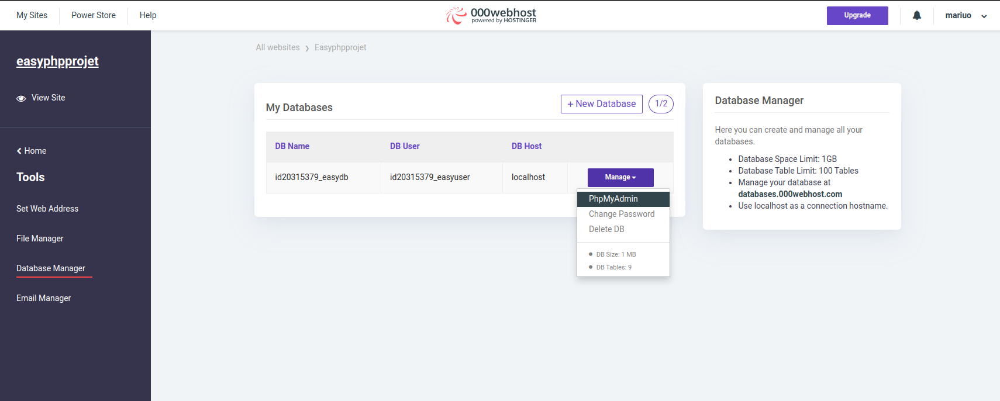 My Sites
Power Store
Help
000webhost
powered by HOSTINGER
Upgrade
mariuo
easyphpprojet
View Site
Home
Tools
Set Web Address
File Manager
Database Manager
Email Manager
All websites ❯ Easyphpprojet
My Databases
+ New Database
1/2
DB Name DB User DB Host
id20315379_easydb id20315379_easyuser localhost
Manage
PhpMyAdmin
Change Password
Delete DB
DB Size: 1 MB
DB Tables: 9
Database Manager
Here you can create and manage all your
databases.
Database Space Limit: 1GB
Database Table Limit: 100 Tables
Manage your database at
databases.000webhost.com
Use localhost as a connection hostname.